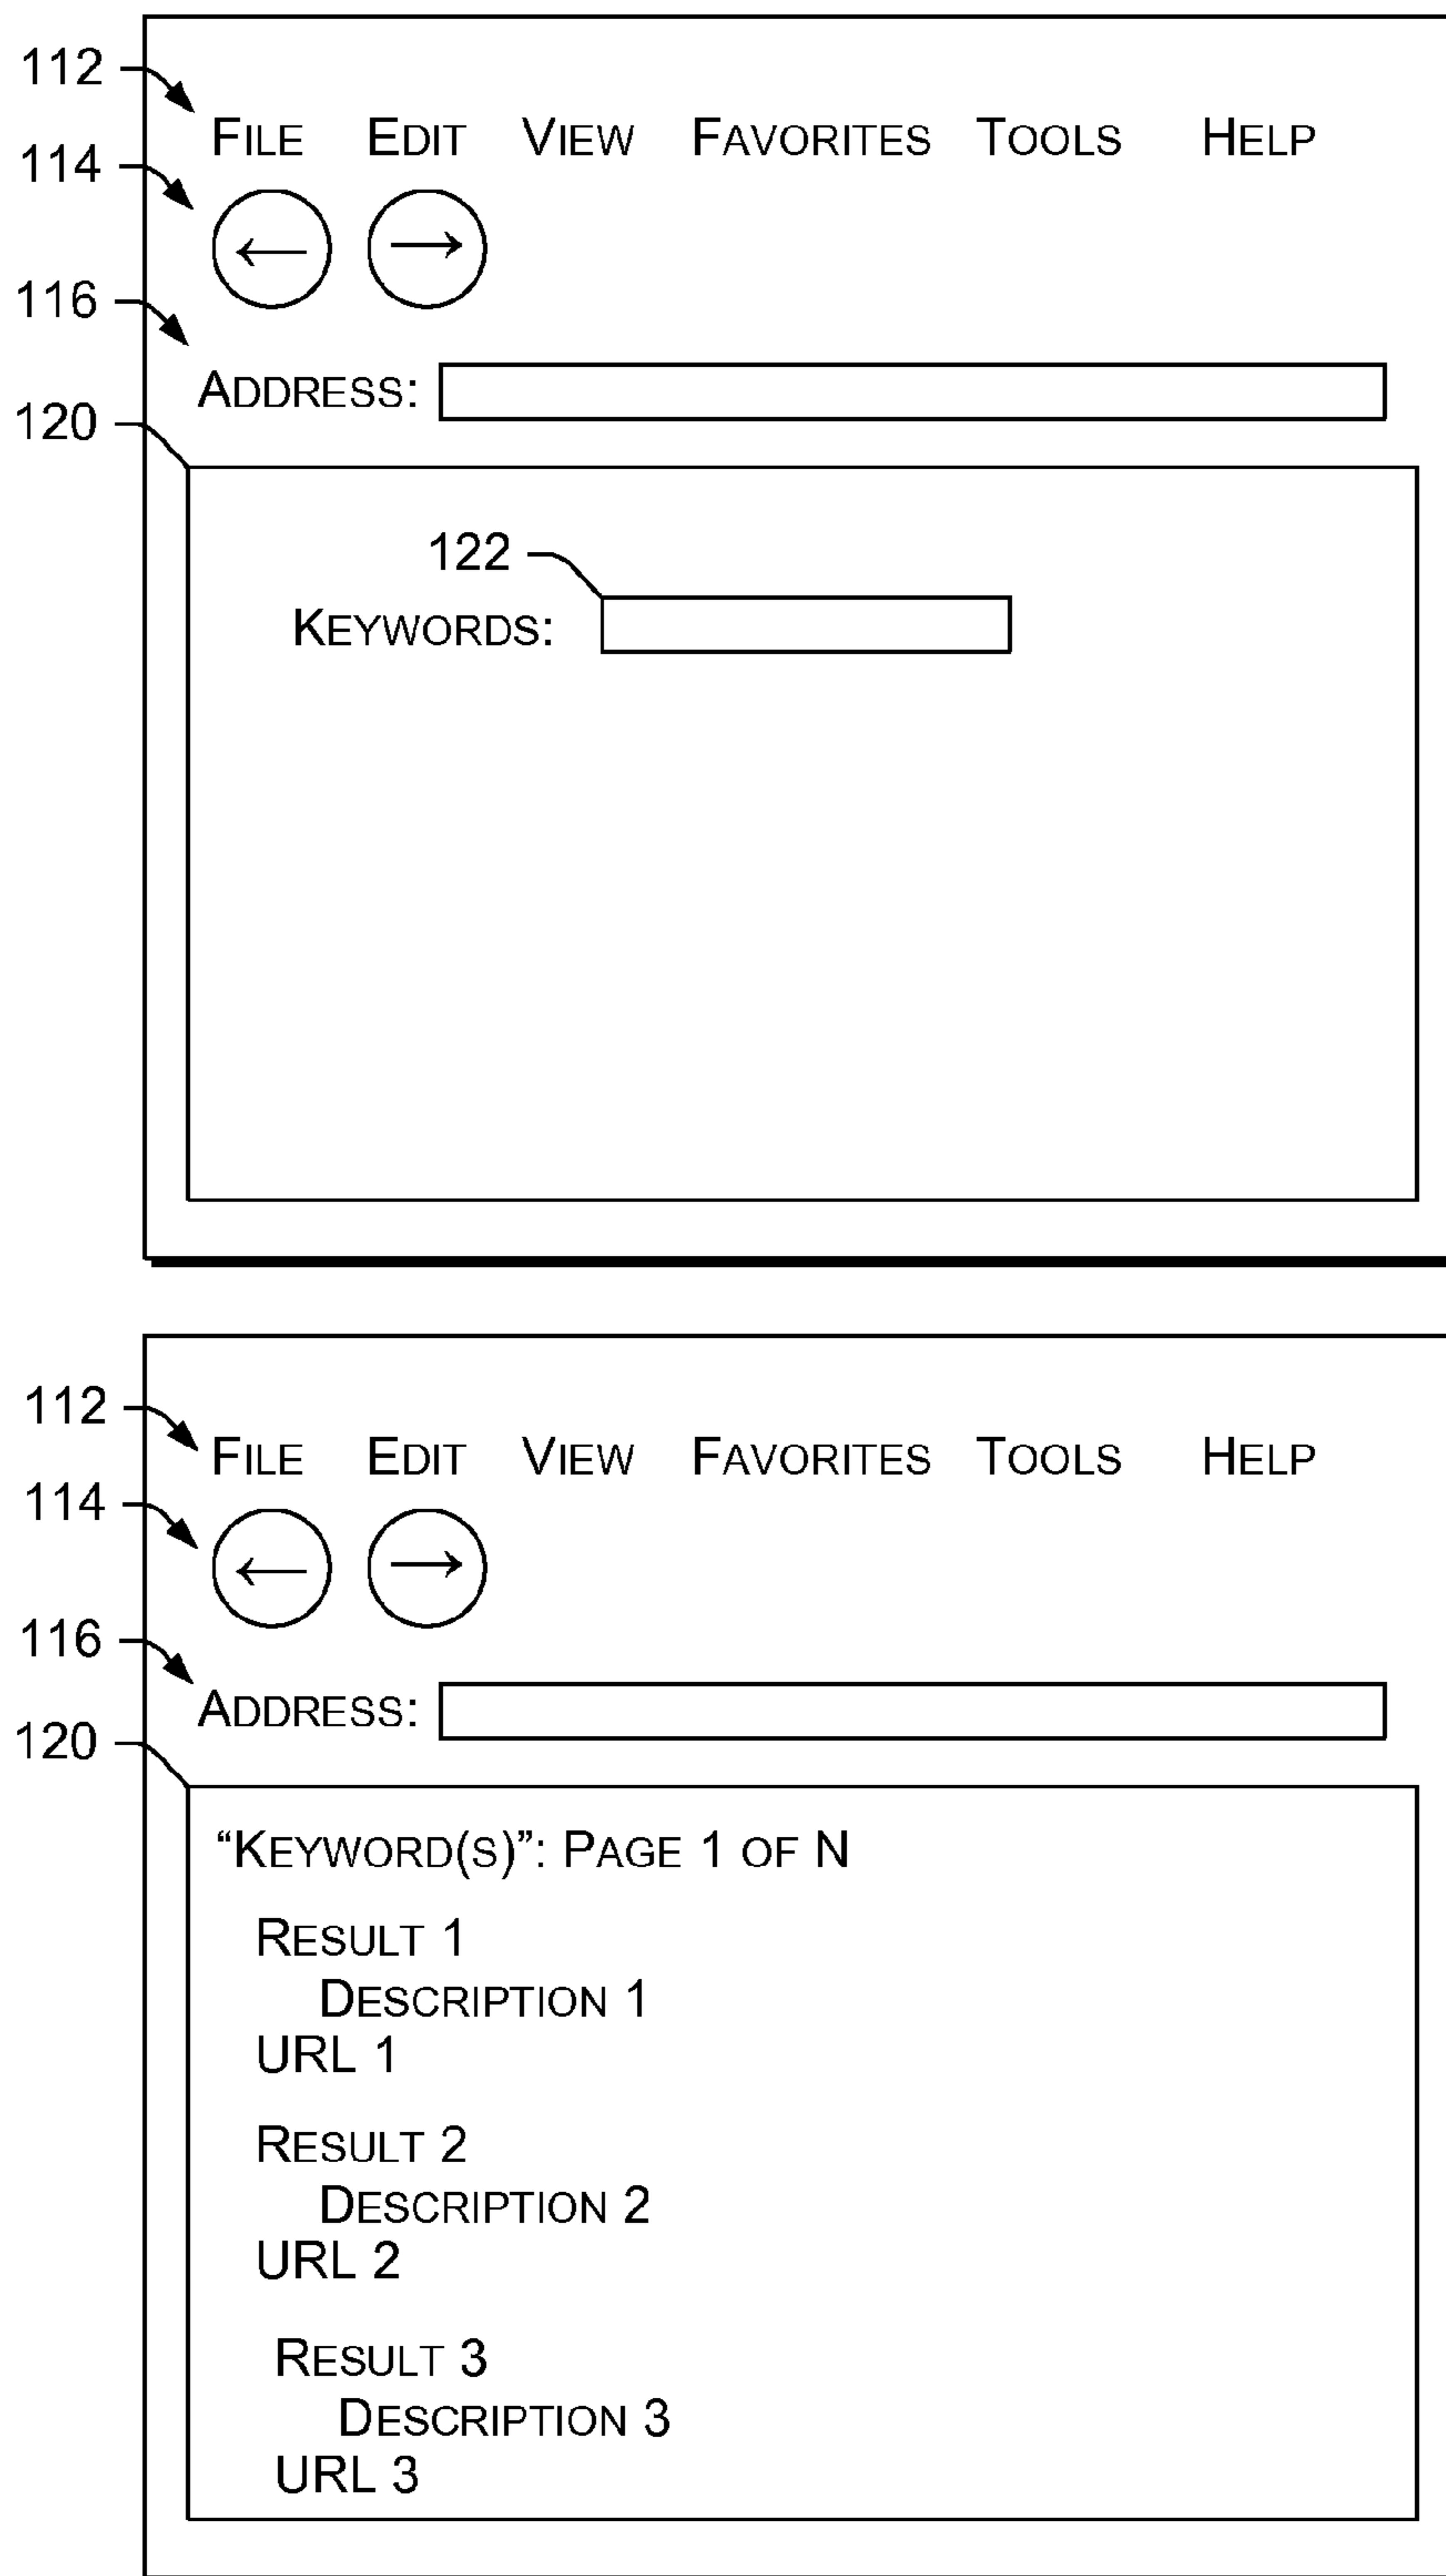 112
FILE EDIT VIEW FAVORITES TOOLS HELP
114
← →
116
ADDRESS:
120
122
KEYWORDS:
112
FILE EDIT VIEW FAVORITES TOOLS HELP
114
← →
116
ADDRESS:
120
“KEYWORD(S)”: PAGE 1 OF N
RESULT 1
DESCRIPTION 1
URL 1
RESULT 2
DESCRIPTION 2
URL 2
RESULT 3
DESCRIPTION 3
URL 3